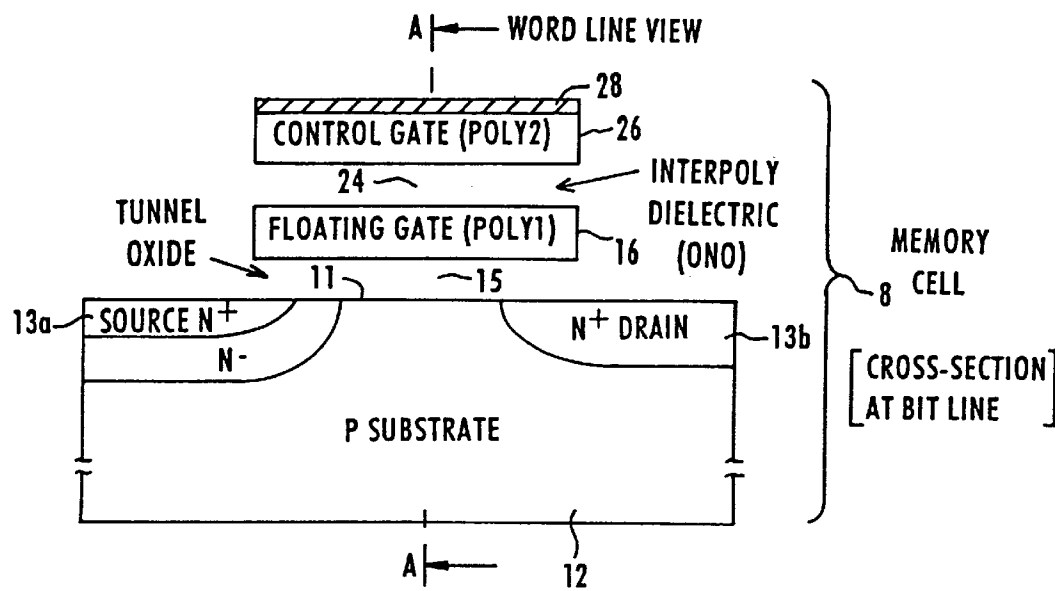 A WORD LINE VIEW
28
CONTROL GATE (POLY2)
26
24
INTERPOLY
DIELECTRIC
(ONO)
TUNNEL
OXIDE
FLOATING GATE (POLY1)
16
MEMORY
CELL
8
11
15
13a
SOURCE N+
N+ DRAIN
13b
N-
[CROSS-SECTION
AT BIT LINE]
P SUBSTRATE
A
12